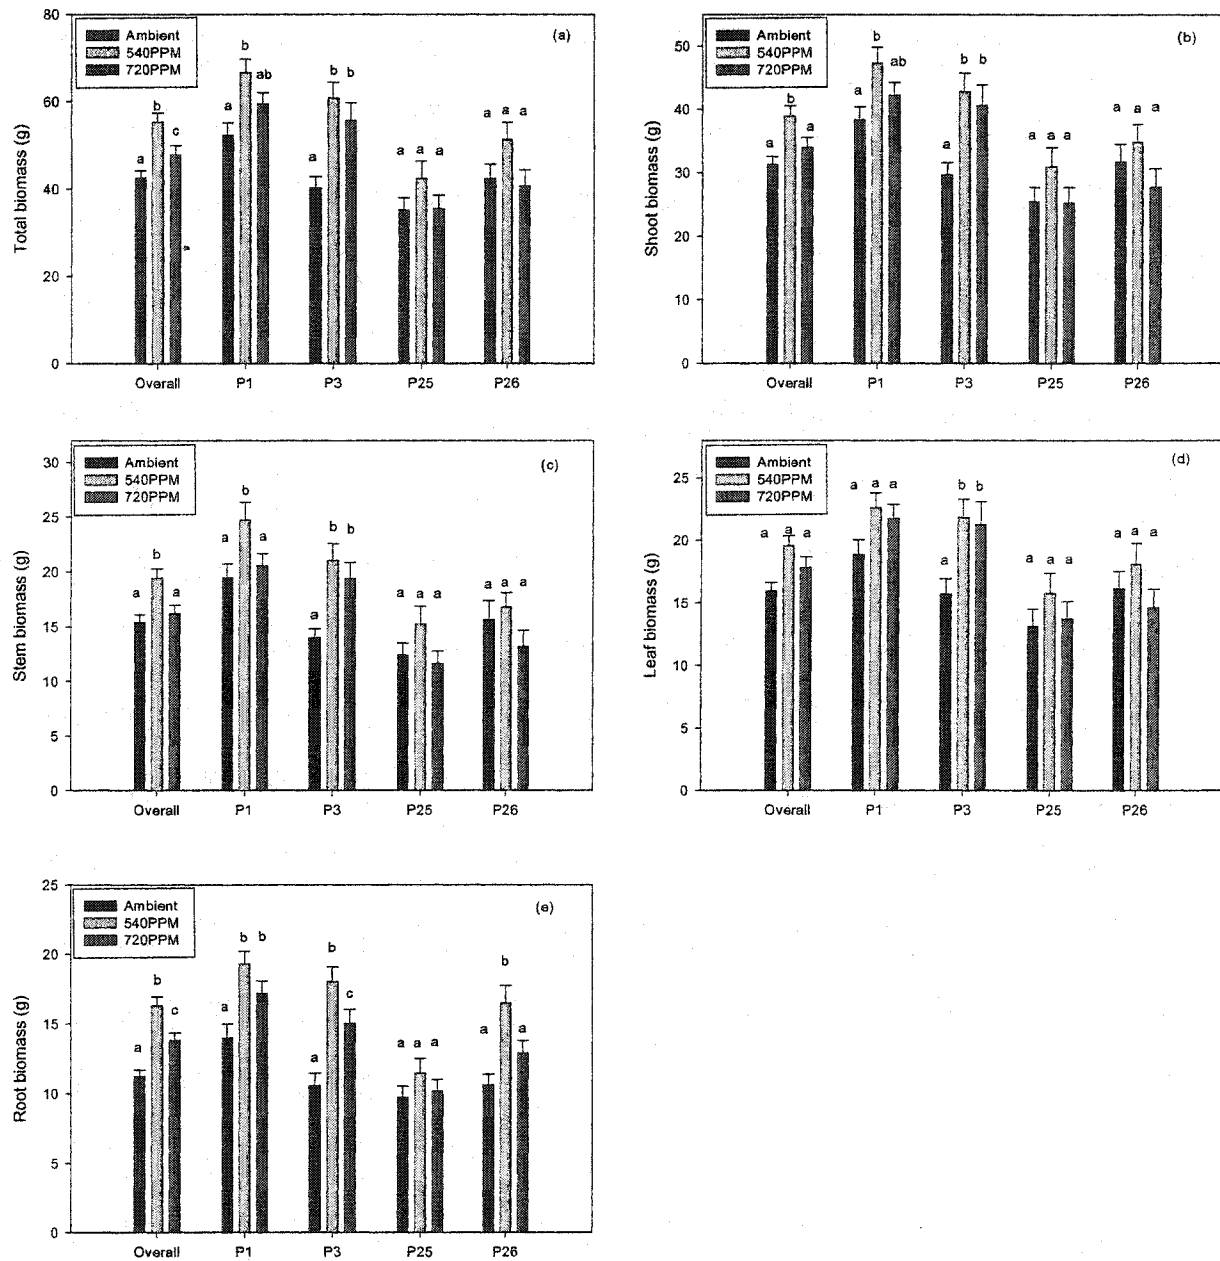 80
60
40
20
0
Total biomass (g)
Ambient
540PPM
720PPM
(a)
a b c
a b ab
a b b
a a a
a a a
Overall P1 P3 P25 P26
50
40
30
20
10
0
Shoot biomass (g)
Ambient
540PPM
720PPM
(b)
a b a
a b ab
a b b
a a a
a a a
Overall P1 P3 P25 P26
30
25
20
15
10
5
0
Stem biomass (g)
Ambient
540PPM
720PPM
(c)
a b a
a b a
a b b
a a a
a a a
Overall P1 P3 P25 P26
25
20
15
10
5
0
Leaf biomass (g)
Ambient
540PPM
720PPM
(d)
a a a
a a a
a b b
a a a
a a a
Overall P1 P3 P25 P26
25
20
15
10
5
0
Root biomass (g)
Ambient
540PPM
720PPM
(e)
a b c
a b b
a b c
a a a
a b a
Overall P1 P3 P25 P26